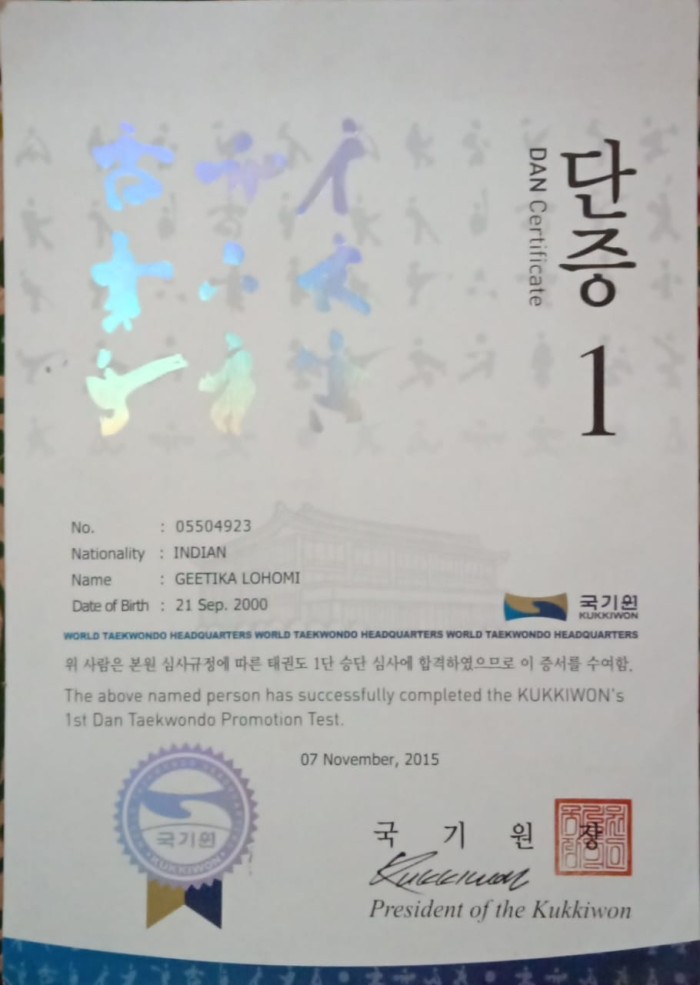 단증
DAN Certificate
1
No. : 05504923
Nationality : INDIAN
Name : GEETIKA LOHOMI
Date of Birth : 21 Sep. 2000
국기원
KUKKIWON
WORLD TAEKWONDO HEADQUARTERS WORLD TAEKWONDO HEADQUARTERS WORLD TAEKWONDO HEADQUARTERS
위 사람은 본원 심사규정에 따른 태권도 1단 승단 심사에 합격하였으므로 이 증서를 수여함.
The above named person has successfully completed the KUKKIWON's
1st Dan Taekwondo Promotion Test.
07 November, 2015
국기원
KUKKIWON
국 기 원 장
Kukkiwon
President of the Kukkiwon